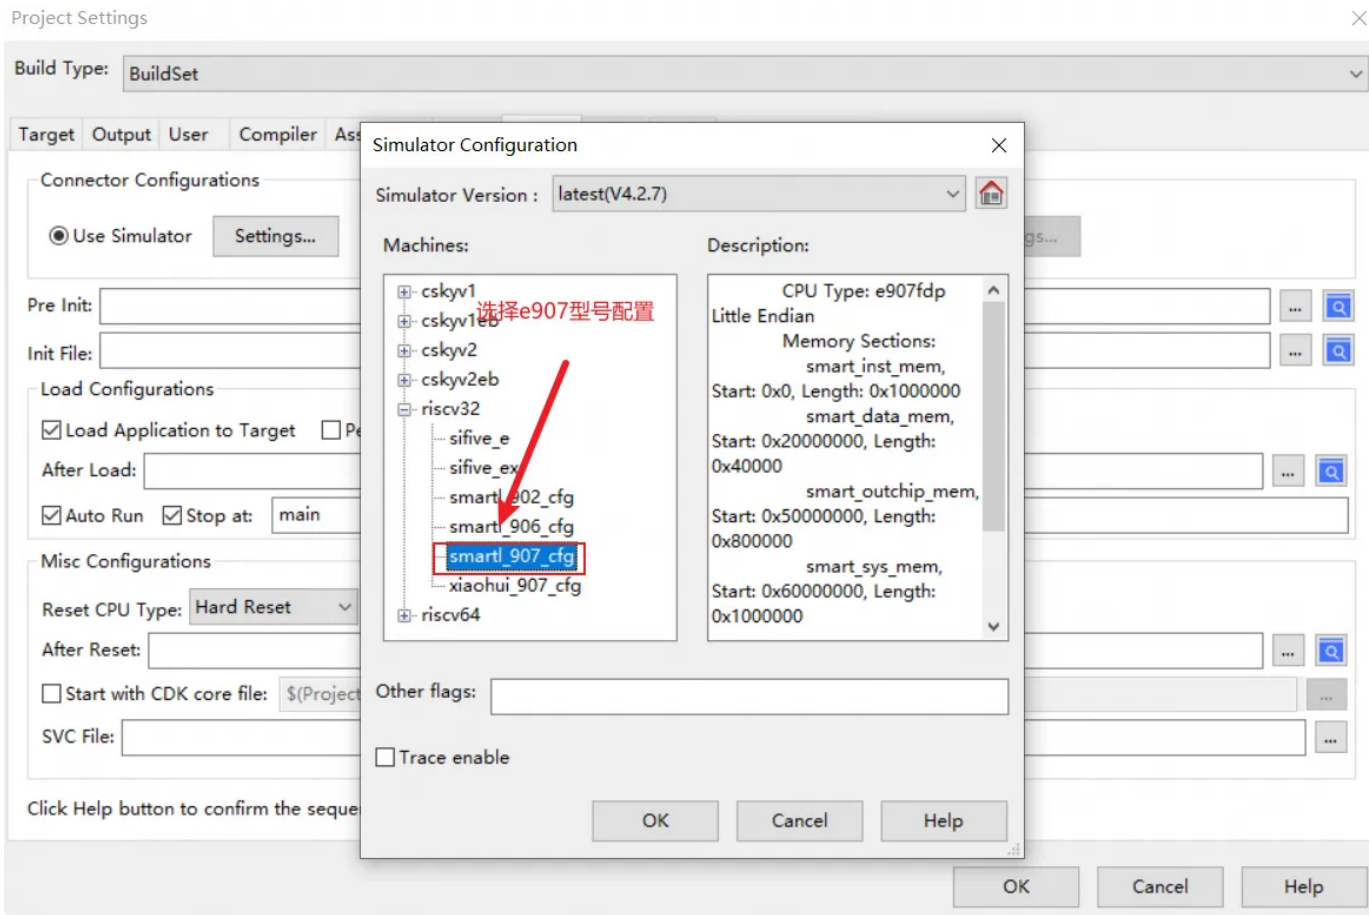 Project Settings
Build Type: BuildSet
Target Output User Compiler Ass
Simulator Configuration
Connector Configurations
Simulator Version : latest(V4.2.7)
Use Simulator Settings...
gs...
Machines: Description:
cskyv1
选择e907型号配置
cskyv1eb
cskyv2
cskyv2eb
riscv32
sifive_e
sifive_ex
smartl_902_cfg
smartl_906_cfg
smartl_907_cfg
xiaohui_907_cfg
riscv64
CPU Type: e907fdp
Little Endian
Memory Sections:
smart_inst_mem,
Start: 0x0, Length: 0x1000000
smart_data_mem,
Start: 0x20000000, Length:
0x40000
smart_outchip_mem,
Start: 0x50000000, Length:
0x800000
smart_sys_mem,
Start: 0x60000000, Length:
0x1000000
Pre Init: ...
Init File: ...
Load Configurations
Load Application to Target Pe
After Load: ...
Auto Run Stop at: main
Misc Configurations
Reset CPU Type: Hard Reset
After Reset: ...
Start with CDK core file: $(Project ...
SVC File: ...
Other flags:
Trace enable
Click Help button to confirm the seque
OK Cancel Help
OK Cancel Help